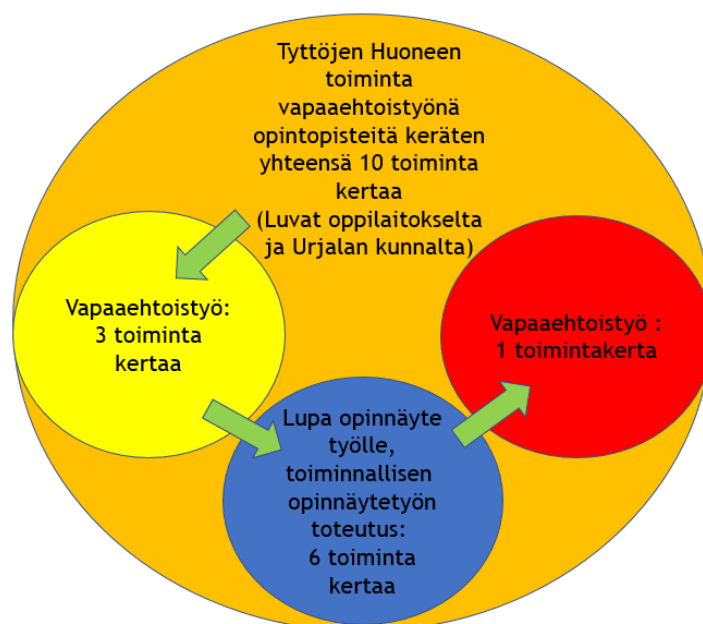 Tyttöjen Huoneen
toiminta
vapaaehtoistyönä
opintopisteitä keräten
yhteensä 10 toiminta
kertaa
(Luvat oppilaitokselta
ja Urjalan kunnalta)
Vapaaehtoistyö:
3 toiminta
kertaa
Lupa opinnäyte
työlle,
toiminnallisen
opinnäytetyön
toteutus:
6 toiminta
kertaa
Vapaaehtoistyö :
1 toimintakerta